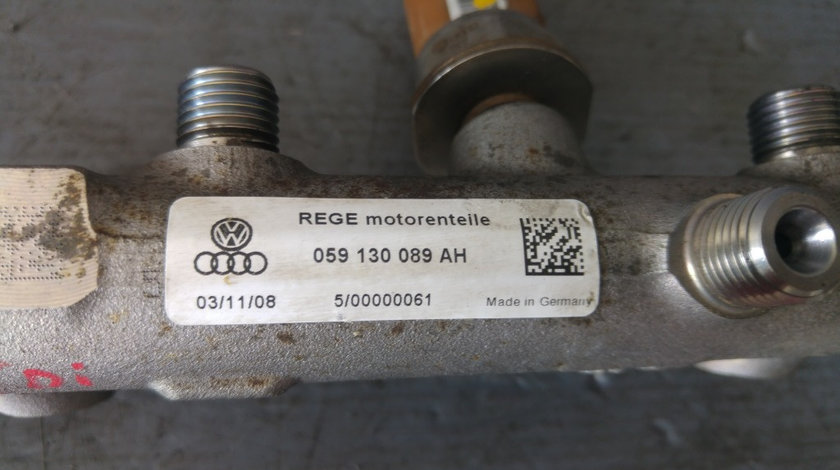 REGE motorenteile
059 130 089 AH
03/11/08 5/00000061 Made in Germany